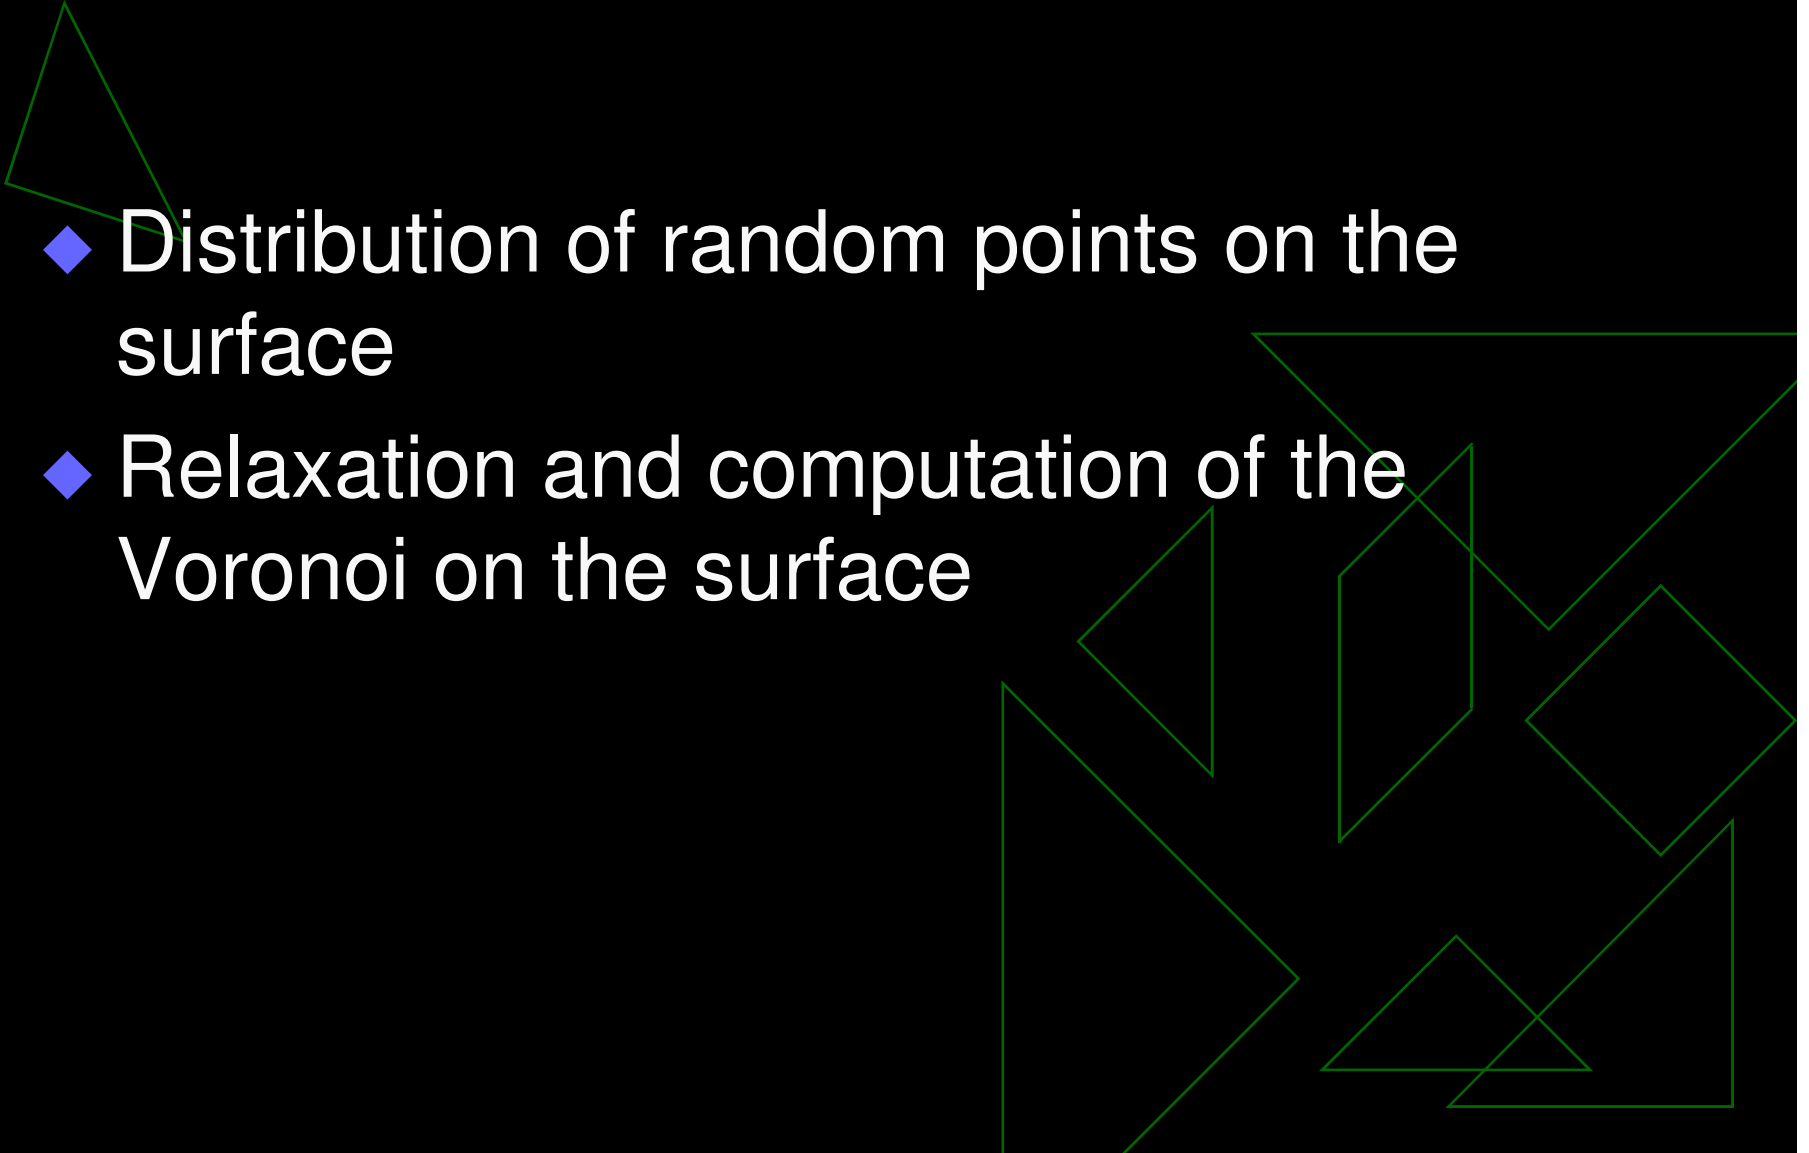 Distribution of random points on the
surface
Relaxation and computation of the
Voronoi on the surface